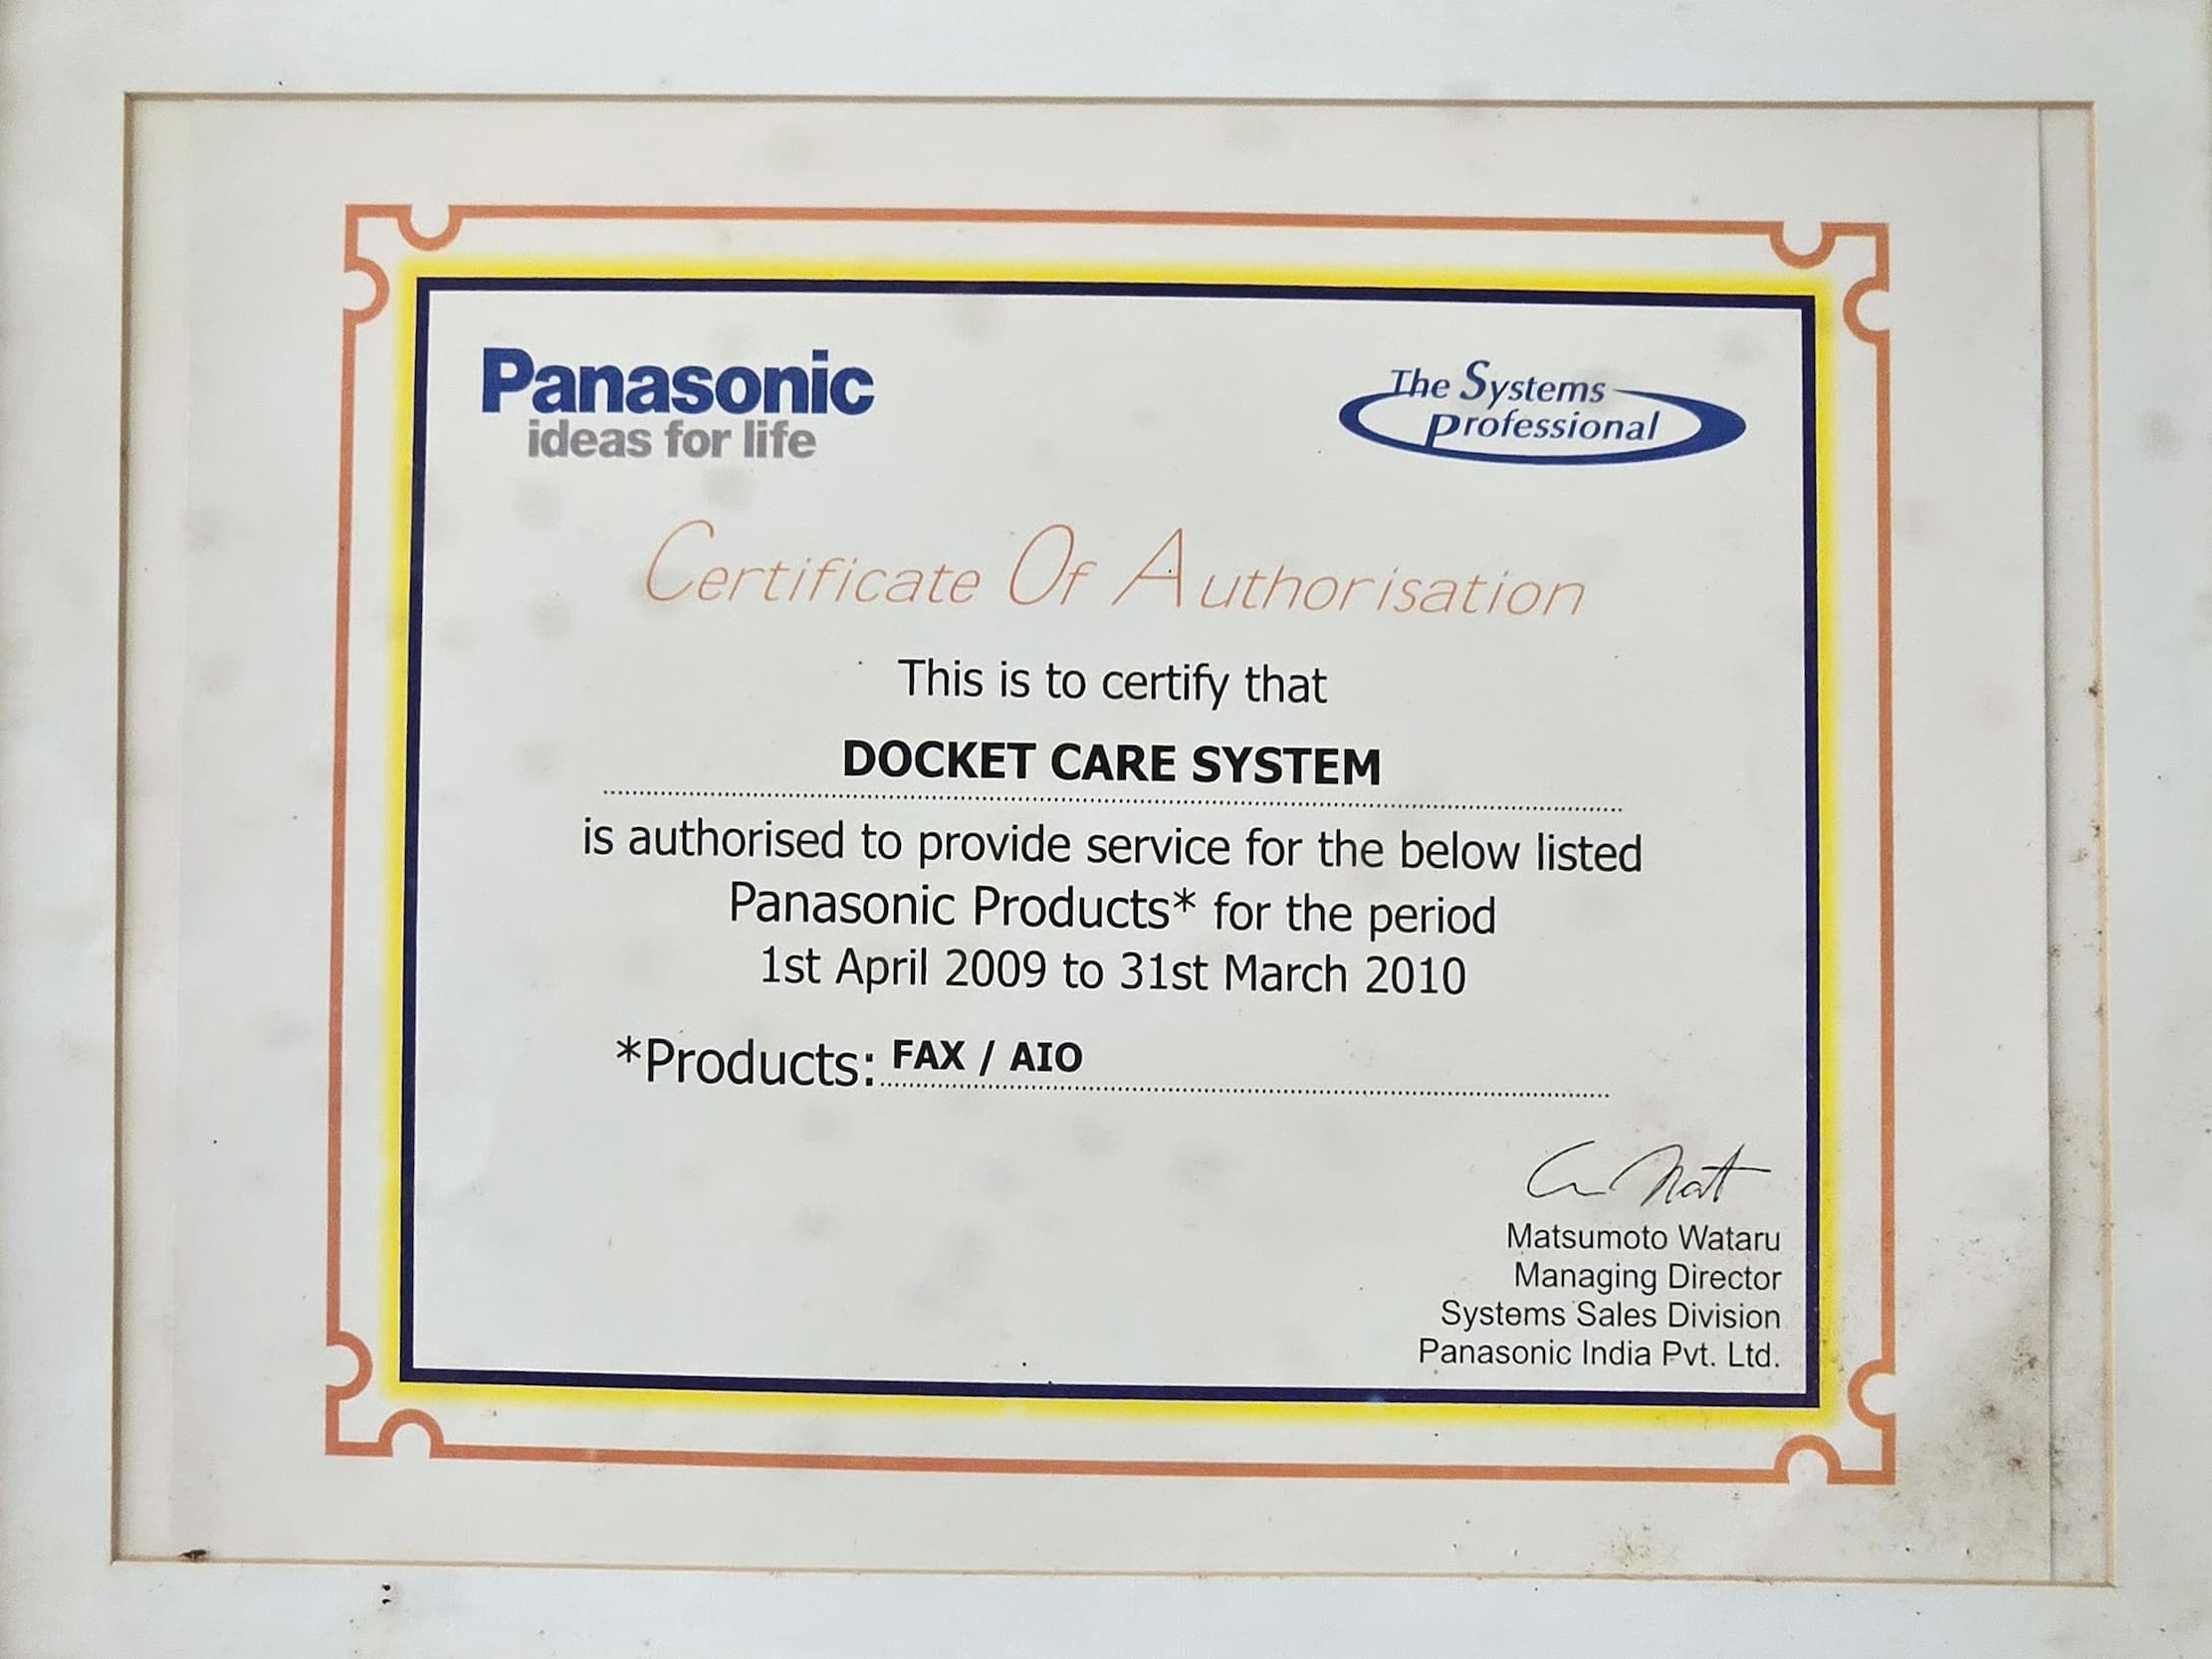 Panasonic
ideas for life
The Systems
Professional
Certificate Of Authorisation
This is to certify that
DOCKET CARE SYSTEM
is authorised to provide service for the below listed
Panasonic Products* for the period
1st April 2009 to 31st March 2010
*Products: FAX / AIO
Matsumoto Wataru
Managing Director
Systems Sales Division
Panasonic India Pvt. Ltd.